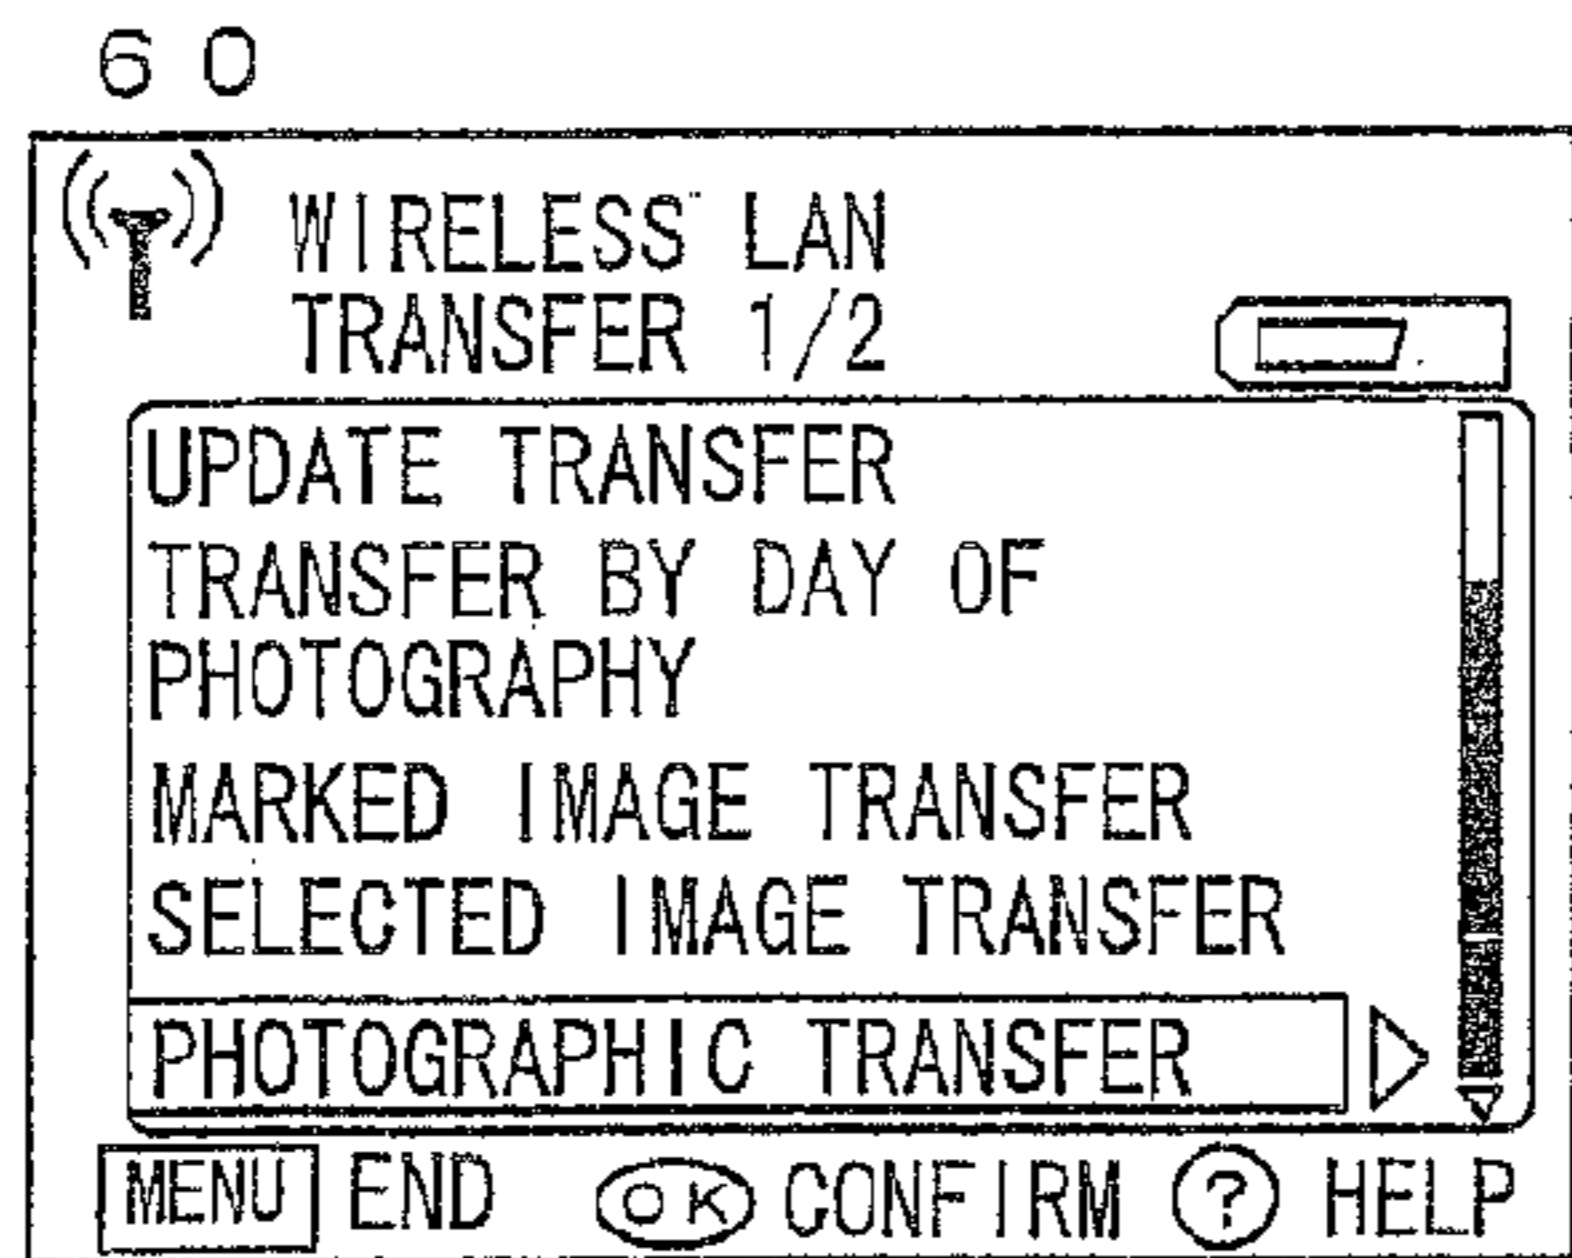 60
WIRELESS LAN
TRANSFER 1/2
UPDATE TRANSFER
TRANSFER BY DAY OF
PHOTOGRAPHY
MARKED IMAGE TRANSFER
SELECTED IMAGE TRANSFER
PHOTOGRAPHIC TRANSFER
MENU END OK CONFIRM ? HELP